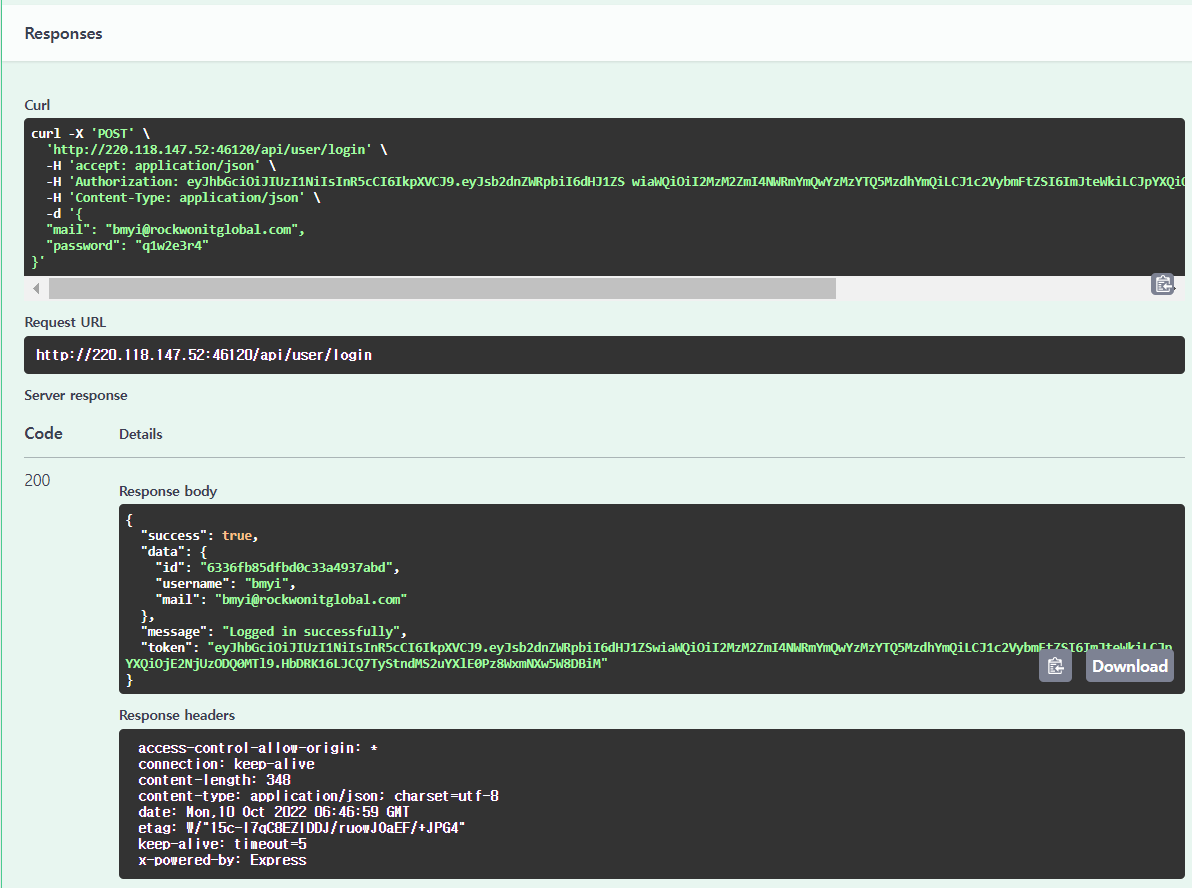 Responses
Curl
curl -X 'POST' \
'http://220.118.147.52:46120/api/user/login' \
-H 'accept: application/json' \
-H 'Authorization: eyJhbGciOiJIUzI1NiIsInR5cCI6IkpXVCJ9.eyJsb2dnZWRpbiI6dHJ1ZS wiaWQiOiI2MzM2ZmI4NWRmYmQwYzMzYTQ5MzdhYmQiLCJ1c2VybmFtZSI6ImJteWkiLCJpYXQiO
-H 'Content-Type: application/json' \
-d '{
"mail": "bmyi@rockwonitglobal.com",
"password": "q1w2e3r4"
}'
Request URL
http://220.118.147.52:46120/api/user/login
Server response
Code Details
200
Response body
{
"success": true,
"data": {
"id": "6336fb85dfbd0c33a4937abd",
"username": "bmyi",
"mail": "bmyi@rockwonitglobal.com"
},
"message": "Logged in successfully",
"token": "eyJhbGciOiJIUzI1NiIsInR5cCI6IkpXVCJ9.eyJsb2dnZWRpbiI6dHJ1ZSwiaWQiOiI2MzM2ZmI4NWRmYmQwYzMzYTQ5MzdhYmQiLCJ1c2VybmFtZSI6ImJteWkiLCJp
YXQiOjE2NjUzODQ0MTl9.HbDRK16LJCQ7TyStndMS2uYXlE0Pz8WxmNXw5W8DBiM"
}
Download
Response headers
access-control-allow-origin: *
connection: keep-alive
content-length: 348
content-type: application/json; charset=utf-8
date: Mon,10 Oct 2022 06:46:59 GMT
etag: W/"15c-I7qC8EZIDDJ/ruowJOaEF/+JPG4"
keep-alive: timeout=5
x-powered-by: Express